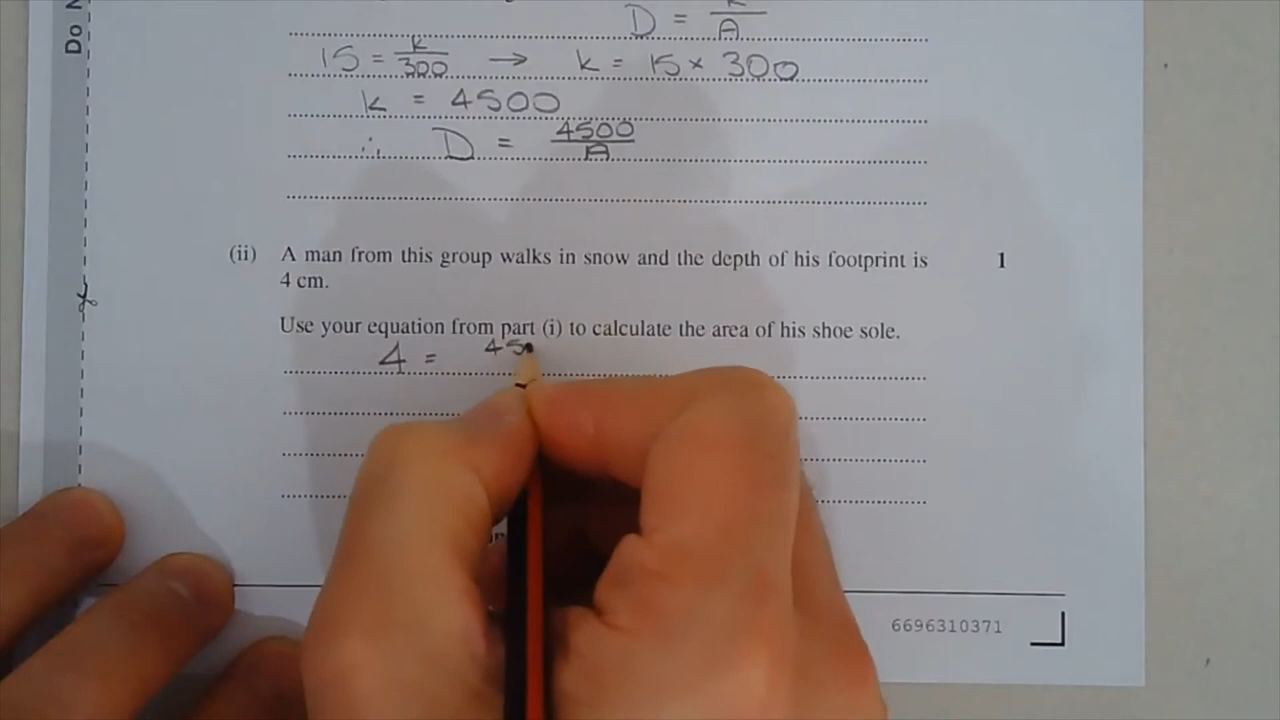 Do
D = k/A
15 = k/300 → k = 15 × 300
k = 4500
∴ D = 4500/A
(ii) A man from this group walks in snow and the depth of his footprint is 1
4 cm.
Use your equation from part (i) to calculate the area of his shoe sole.
4 = 45
6696310371